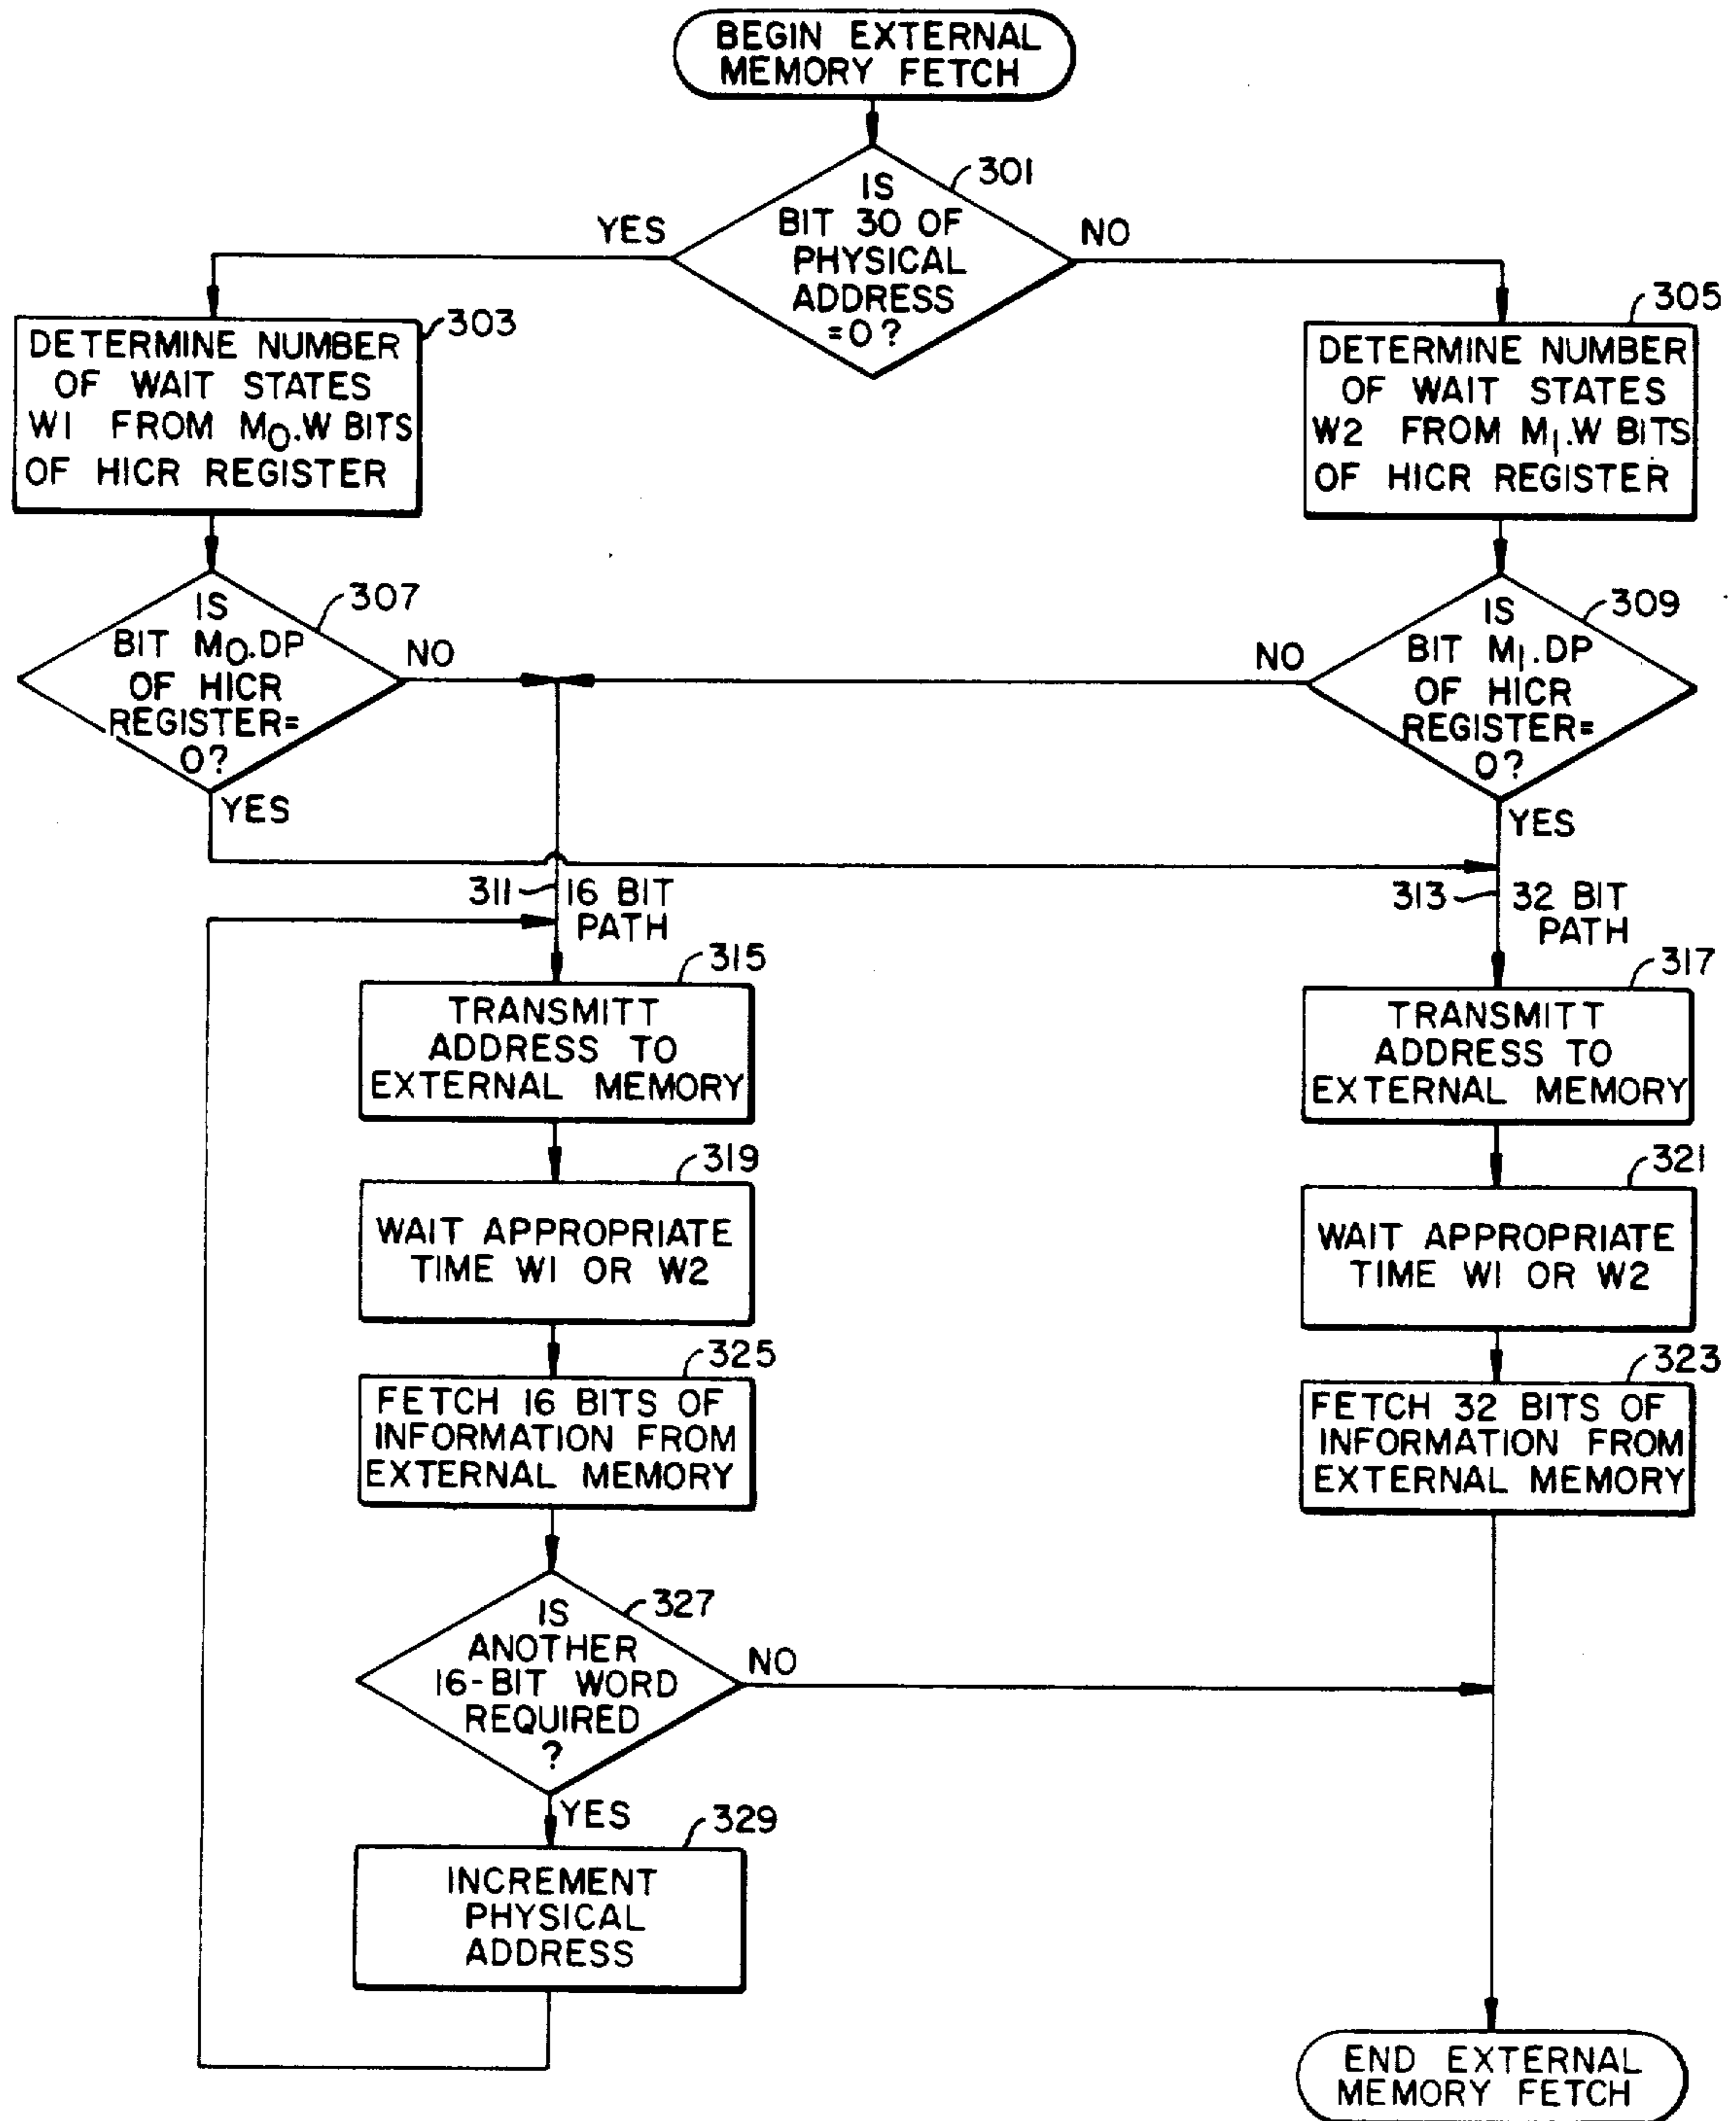 BEGIN EXTERNAL
MEMORY FETCH
301
IS
BIT 30 OF
PHYSICAL
ADDRESS
=0?
YES
NO
303
DETERMINE NUMBER
OF WAIT STATES
W1 FROM M0.W BITS
OF HICR REGISTER
305
DETERMINE NUMBER
OF WAIT STATES
W2 FROM M1.W BITS
OF HICR REGISTER
307
IS
BIT M0.DP
OF HICR
REGISTER=
0?
NO
YES
309
IS
BIT M1.DP
OF HICR
REGISTER=
0?
NO
YES
311 16 BIT
PATH
313 32 BIT
PATH
315
TRANSMITT
ADDRESS TO
EXTERNAL MEMORY
317
TRANSMITT
ADDRESS TO
EXTERNAL MEMORY
319
WAIT APPROPRIATE
TIME W1 OR W2
321
WAIT APPROPRIATE
TIME W1 OR W2
325
FETCH 16 BITS OF
INFORMATION FROM
EXTERNAL MEMORY
323
FETCH 32 BITS OF
INFORMATION FROM
EXTERNAL MEMORY
327
IS
ANOTHER
16-BIT WORD
REQUIRED
?
NO
YES
329
INCREMENT
PHYSICAL
ADDRESS
END EXTERNAL
MEMORY FETCH